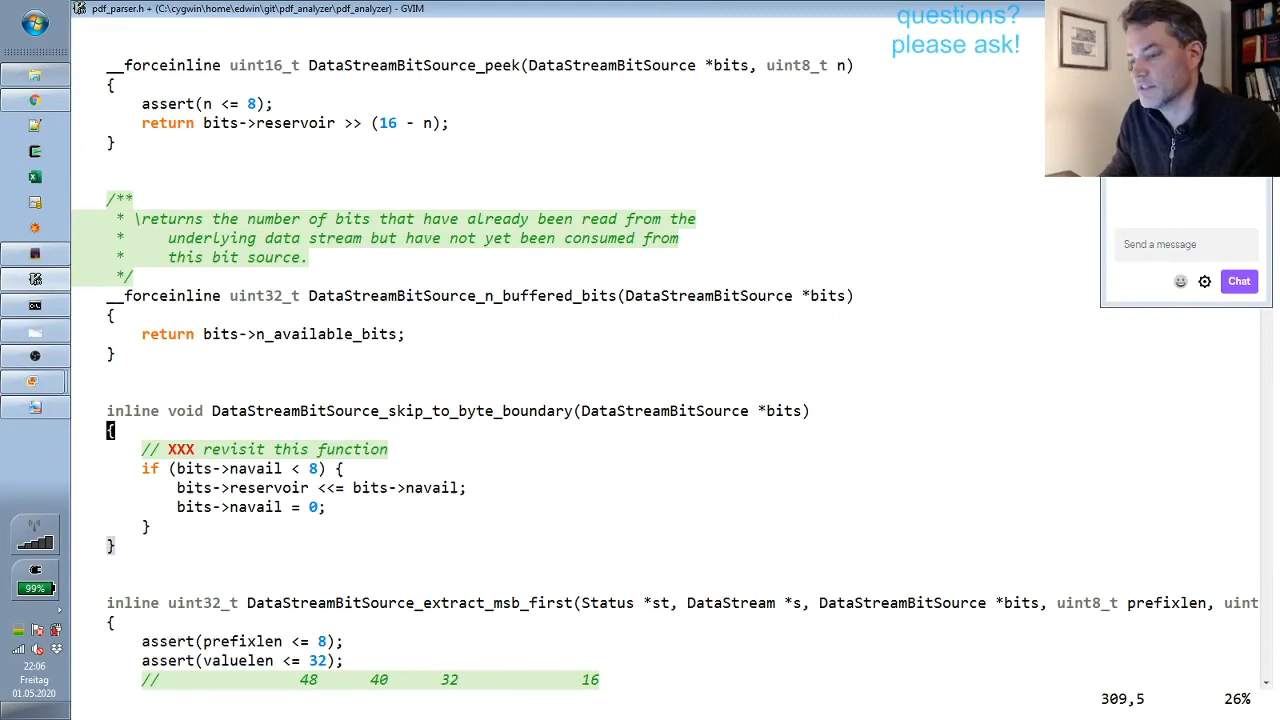 pdf_parser.h + (C:\cygwin\home\edwin\git\pdf_analyzer\pdf_analyzer) - GVIM
questions?
please ask!
__forceinline uint16_t DataStreamBitSource_peek(DataStreamBitSource *bits, uint8_t n)
{
assert(n <= 8);
return bits->reservoir >> (16 - n);
}
/**
* \returns the number of bits that have already been read from the
* underlying data stream but have not yet been consumed from
* this bit source.
*/
__forceinline uint32_t DataStreamBitSource_n_buffered_bits(DataStreamBitSource *bits)
{
return bits->n_available_bits;
}
inline void DataStreamBitSource_skip_to_byte_boundary(DataStreamBitSource *bits)
{
// XXX revisit this function
if (bits->navail < 8) {
bits->reservoir <<= bits->navail;
bits->navail = 0;
}
}
inline uint32_t DataStreamBitSource_extract_msb_first(Status *st, DataStream *s, DataStreamBitSource *bits, uint8_t prefixlen, uint
{
assert(prefixlen <= 8);
assert(valuelen <= 32);
// 48 40 32 16
309,5 26%
Send a message
Chat
99%
22:06
Freitag
01.05.2020